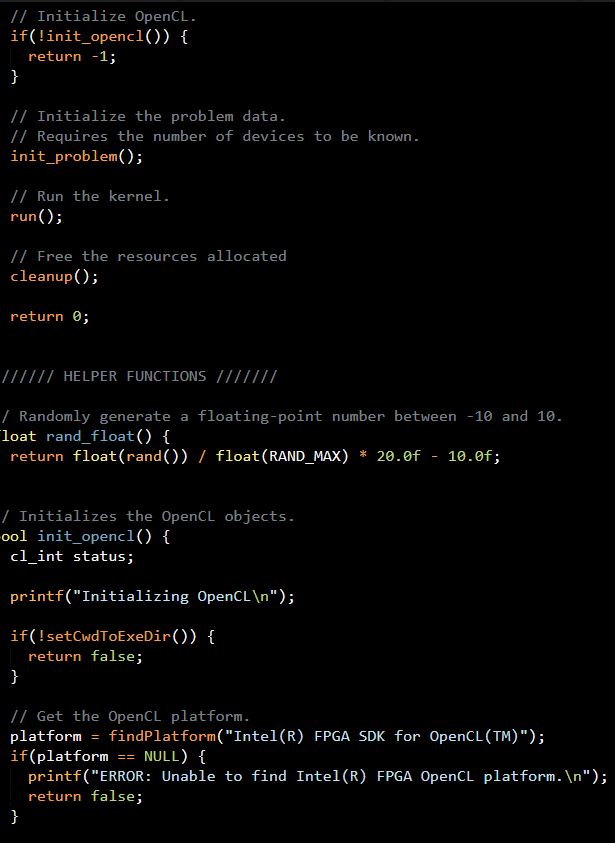 // Initialize OpenCL.
if(!init_opencl()) {
return -1;
}
// Initialize the problem data.
// Requires the number of devices to be known.
init_problem();
// Run the kernel.
run();
// Free the resources allocated
cleanup();
return 0;
////// HELPER FUNCTIONS ///////
/ Randomly generate a floating-point number between -10 and 10.
loat rand_float() {
return float(rand()) / float(RAND_MAX) * 20.0f - 10.0f;
/ Initializes the OpenCL objects.
ool init_opencl() {
cl_int status;
printf("Initializing OpenCL\n");
if(!setCwdToExeDir()) {
return false;
}
// Get the OpenCL platform.
platform = findPlatform("Intel(R) FPGA SDK for OpenCL(TM)");
if(platform == NULL) {
printf("ERROR: Unable to find Intel(R) FPGA OpenCL platform.\n");
return false;
}